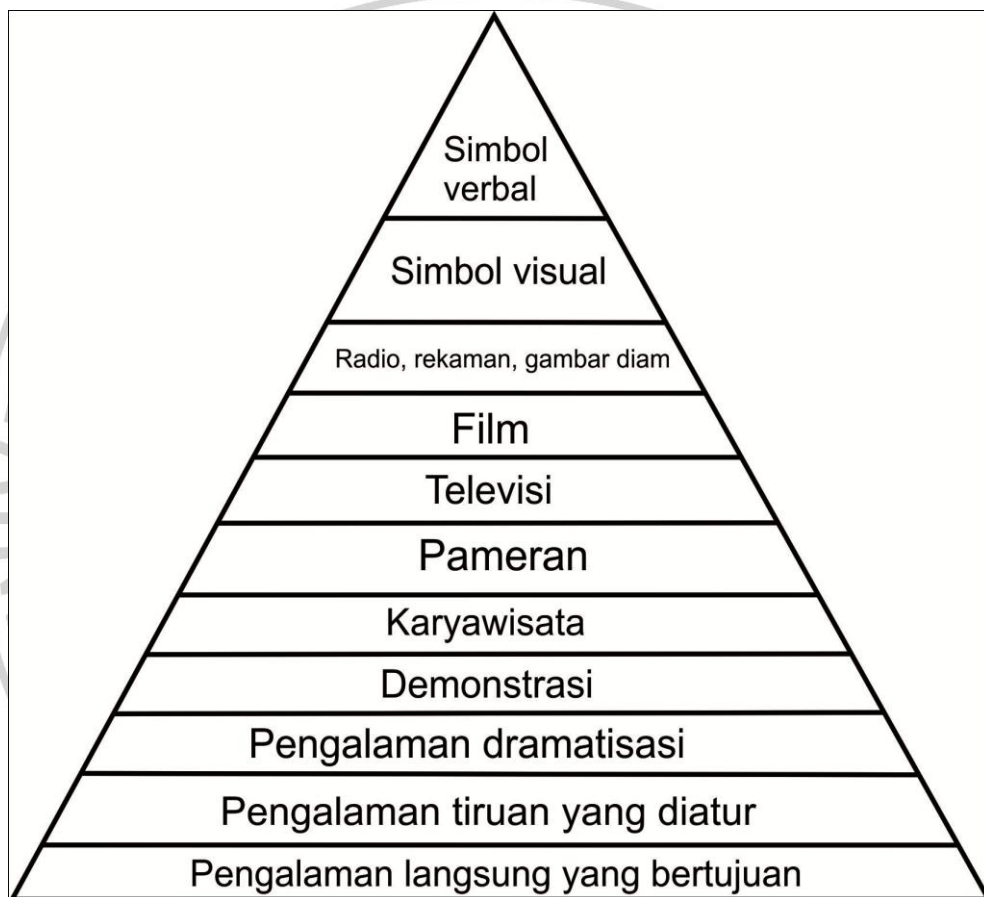 Simbol
verbal
Simbol visual
Radio, rekaman, gambar diam
Film
Televisi
Pameran
Karyawisata
Demonstrasi
Pengalaman dramatisasi
Pengalaman tiruan yang diatur
Pengalaman langsung yang bertujuan